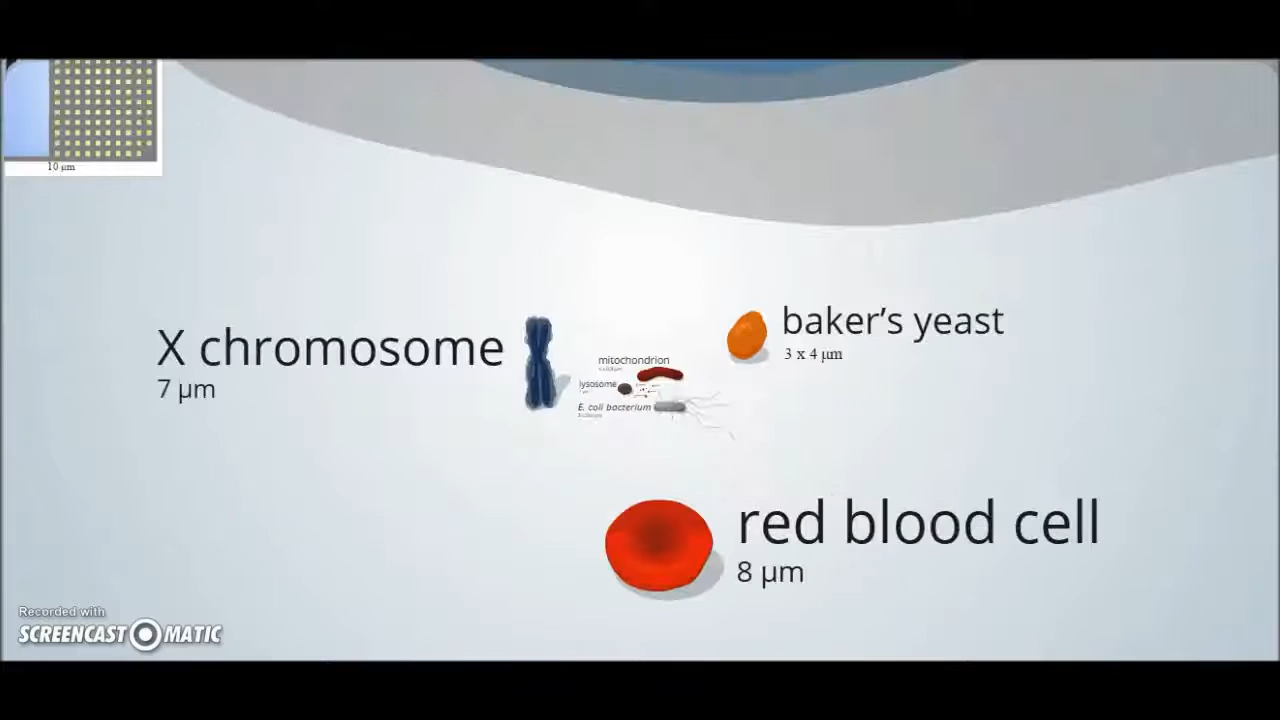 10 µm
X chromosome
7 µm
mitochondrion
lysosome
E. coli bacterium
baker's yeast
3 x 4 µm
red blood cell
8 µm
Recorded with
SCREENCAST MATIC